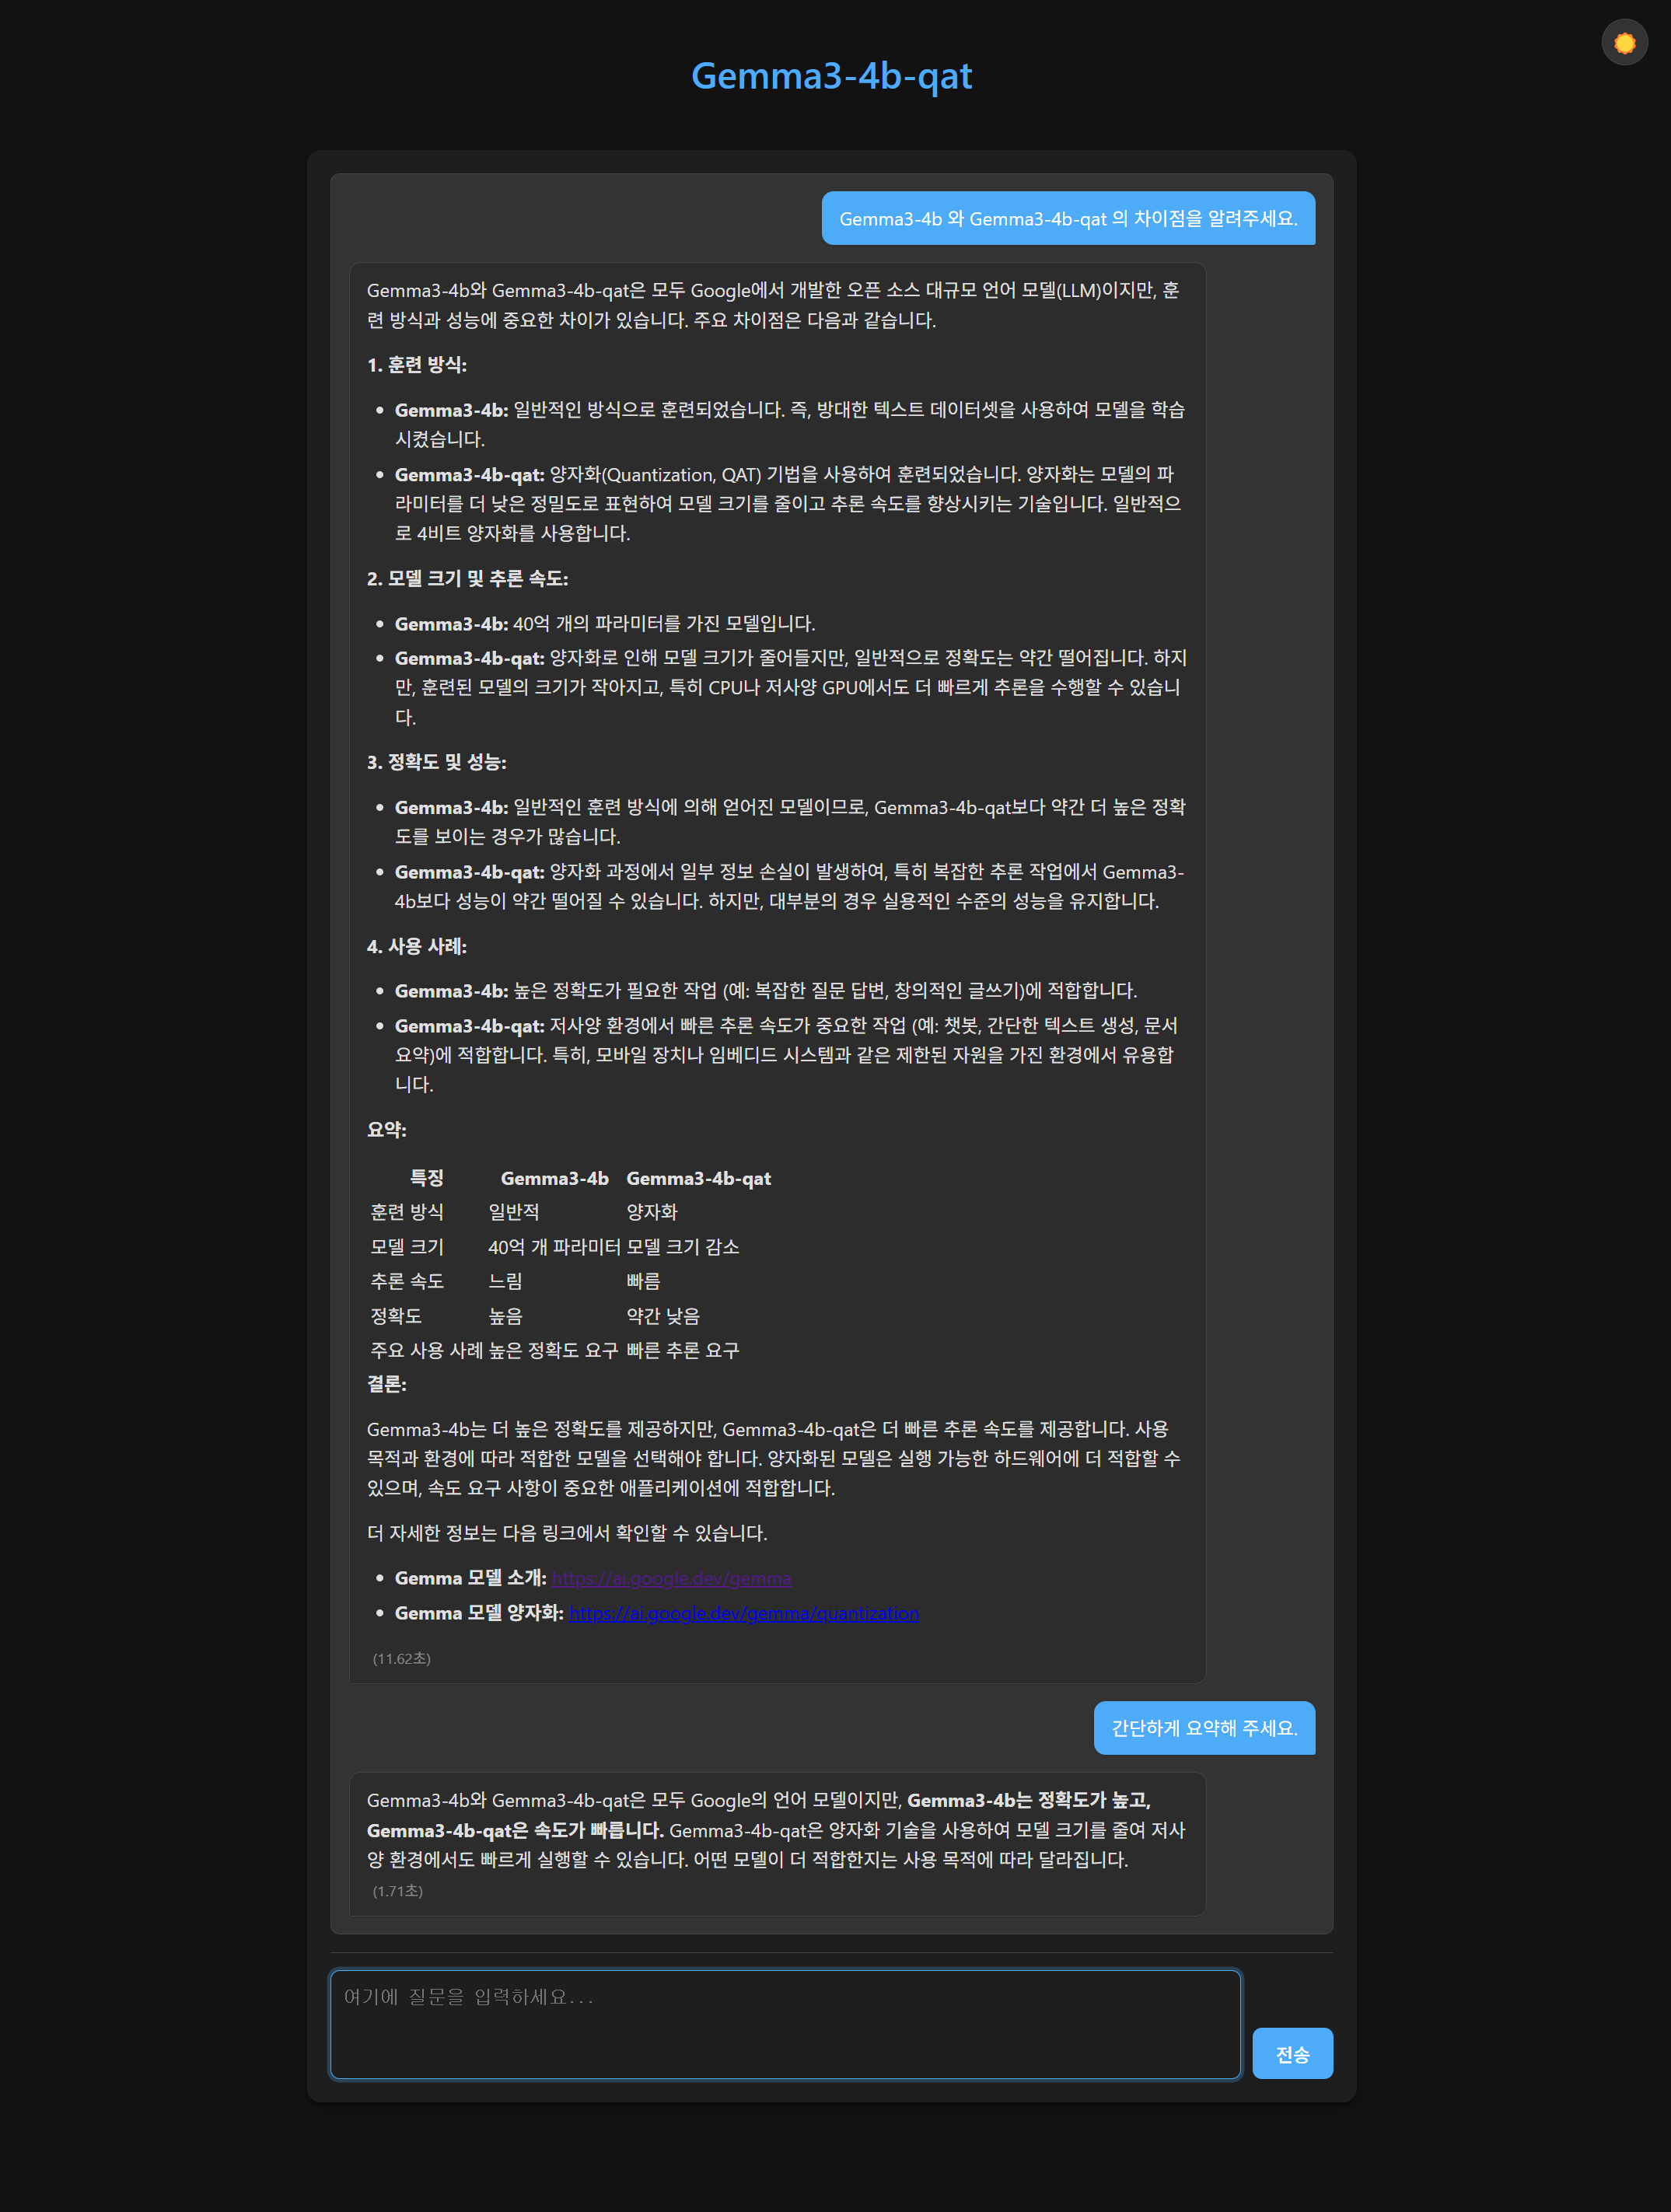 Gemma3-4b-qat
Gemma3-4b 와 Gemma3-4b-qat 의 차이점을 알려주세요.
Gemma3-4b와 Gemma3-4b-qat은 모두 Google에서 개발한 오픈 소스 대규모 언어 모델(LLM)이지만, 훈
련 방식과 성능에 중요한 차이가 있습니다. 주요 차이점은 다음과 같습니다.
1. 훈련 방식:
• Gemma3-4b: 일반적인 방식으로 훈련되었습니다. 즉, 방대한 텍스트 데이터셋을 사용하여 모델을 학습
시켰습니다.
• Gemma3-4b-qat: 양자화(Quantization, QAT) 기법을 사용하여 훈련되었습니다. 양자화는 모델의 파
라미터를 더 낮은 정밀도로 표현하여 모델 크기를 줄이고 추론 속도를 향상시키는 기술입니다. 일반적으
로 4비트 양자화를 사용합니다.
2. 모델 크기 및 추론 속도:
• Gemma3-4b: 40억 개의 파라미터를 가진 모델입니다.
• Gemma3-4b-qat: 양자화로 인해 모델 크기가 줄어들지만, 일반적으로 정확도는 약간 떨어집니다. 하지
만, 훈련된 모델의 크기가 작아지고, 특히 CPU나 저사양 GPU에서도 더 빠르게 추론을 수행할 수 있습니
다.
3. 정확도 및 성능:
• Gemma3-4b: 일반적인 훈련 방식에 의해 얻어진 모델이므로, Gemma3-4b-qat보다 약간 더 높은 정확
도를 보이는 경우가 많습니다.
• Gemma3-4b-qat: 양자화 과정에서 일부 정보 손실이 발생하여, 특히 복잡한 추론 작업에서 Gemma3-
4b보다 성능이 약간 떨어질 수 있습니다. 하지만, 대부분의 경우 실용적인 수준의 성능을 유지합니다.
4. 사용 사례:
• Gemma3-4b: 높은 정확도가 필요한 작업 (예: 복잡한 질문 답변, 창의적인 글쓰기)에 적합합니다.
• Gemma3-4b-qat: 저사양 환경에서 빠른 추론 속도가 중요한 작업 (예: 챗봇, 간단한 텍스트 생성, 문서
요약)에 적합합니다. 특히, 모바일 장치나 임베디드 시스템과 같은 제한된 자원을 가진 환경에서 유용합
니다.
요약:
특징 Gemma3-4b Gemma3-4b-qat
훈련 방식 일반적 양자화
모델 크기 40억 개 파라미터 모델 크기 감소
추론 속도 느림 빠름
정확도 높음 약간 낮음
주요 사용 사례 높은 정확도 요구 빠른 추론 요구
결론:
Gemma3-4b는 더 높은 정확도를 제공하지만, Gemma3-4b-qat은 더 빠른 추론 속도를 제공합니다. 사용
목적과 환경에 따라 적합한 모델을 선택해야 합니다. 양자화된 모델은 실행 가능한 하드웨어에 더 적합할 수
있으며, 속도 요구 사항이 중요한 애플리케이션에 적합합니다.
더 자세한 정보는 다음 링크에서 확인할 수 있습니다.
• Gemma 모델 소개: https://ai.google.dev/gemma
• Gemma 모델 양자화: https://ai.google.dev/gemma/quantization
(11.62초)
간단하게 요약해 주세요.
Gemma3-4b와 Gemma3-4b-qat은 모두 Google의 언어 모델이지만, Gemma3-4b는 정확도가 높고,
Gemma3-4b-qat은 속도가 빠릅니다. Gemma3-4b-qat은 양자화 기술을 사용하여 모델 크기를 줄여 저사
양 환경에서도 빠르게 실행할 수 있습니다. 어떤 모델이 더 적합한지는 사용 목적에 따라 달라집니다.
(1.71초)
여기에 질문을 입력하세요...
전송